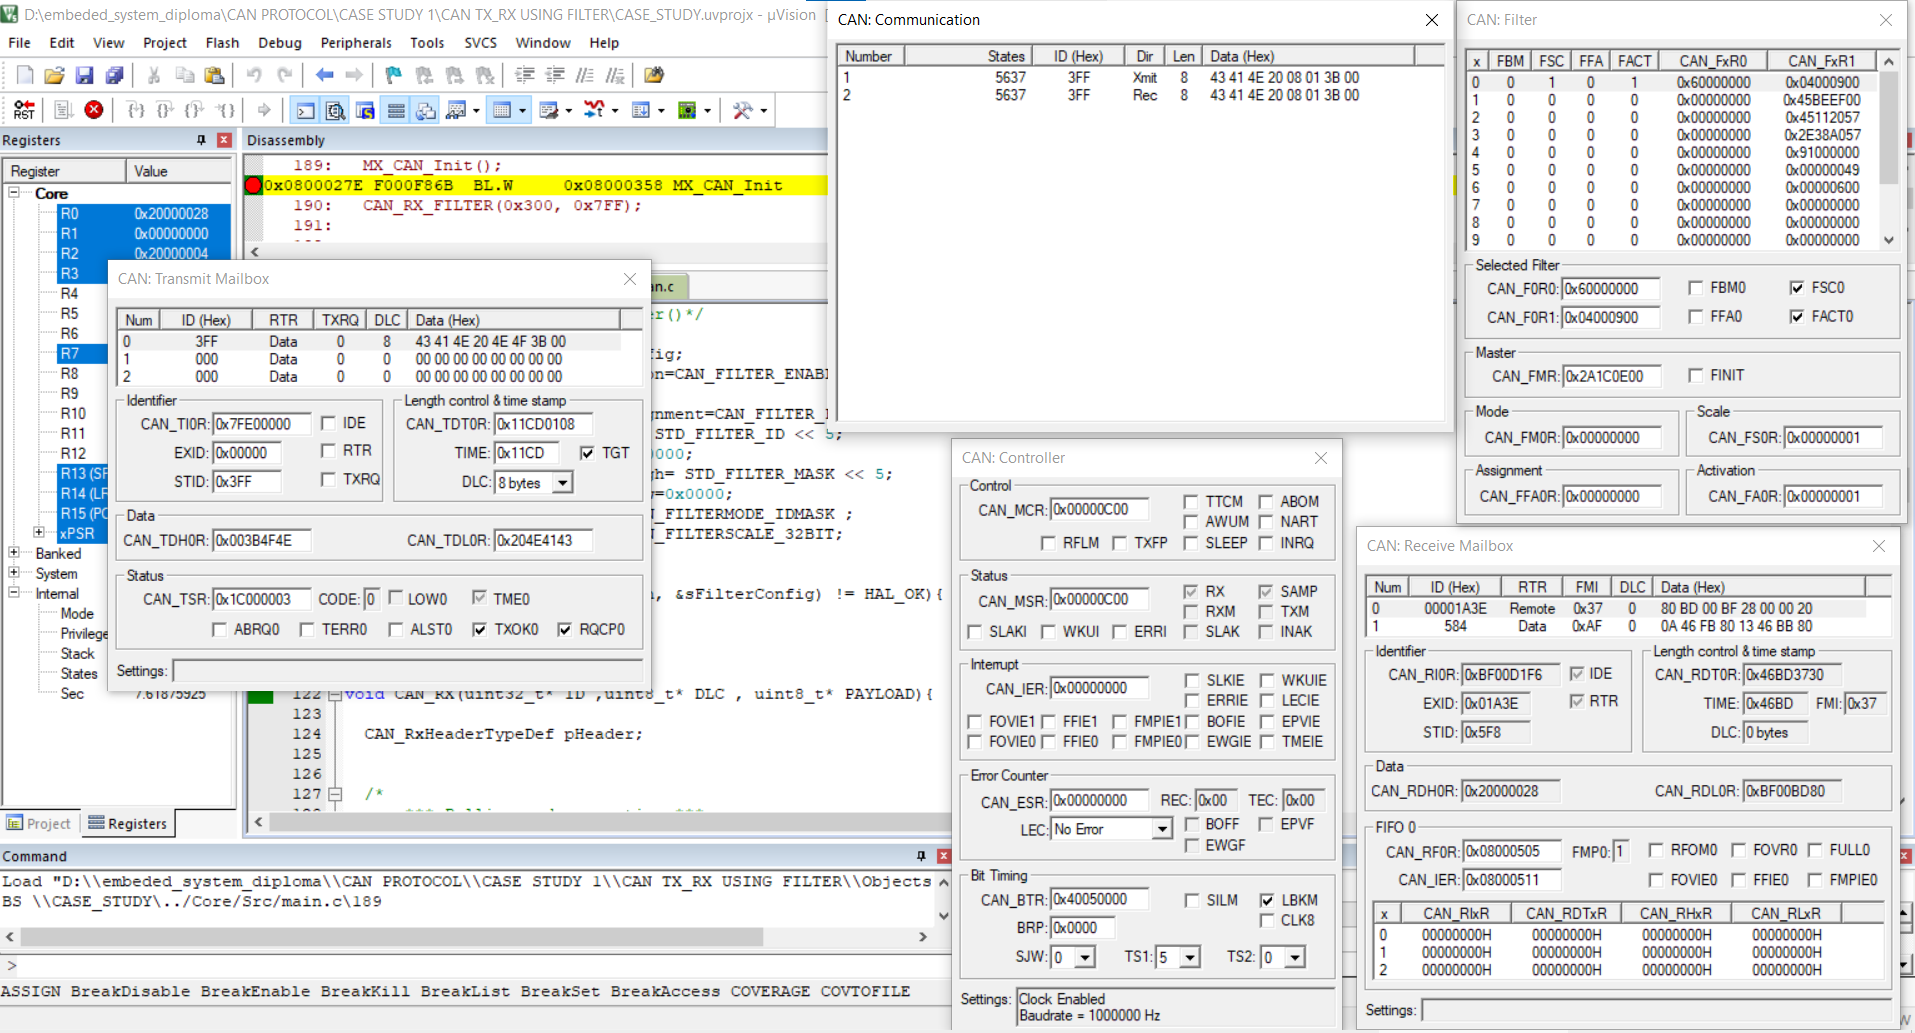 D:\embeded_system_diploma\CAN PROTOCOL\CASE STUDY 1\CAN TX_RX USING FILTER\CASE_STUDY.uvprojx - µVision
File Edit View Project Flash Debug Peripherals Tools SVCS Window Help
RST
Registers
Register Value
Core
R0 0x20000028
R1 0x00000000
R2 0x20000004
R3
R4
R5
R6
R7
R8
R9
R10
R11
R12
R13 (SP
R14 (LR
R15 (PC
xPSR
Banked
System
Internal
Mode
Privilege
Stack
States
Sec 7.61875925
Project Registers
Disassembly
189: MX_CAN_Init();
0x0800027E F000F86B BL.W 0x08000358 MX_CAN_Init
190: CAN_RX_FILTER(0x300, 0x7FF);
191:
an.c
er()*/
ig;
on=CAN_FILTER_ENAB
nment=CAN_FILTER_
STD_FILTER_ID << 5;
0000;
gh= STD_FILTER_MASK << 5;
w=0x0000;
N_FILTERMODE_IDMASK ;
N_FILTERSCALE_32BIT;
n, &sFilterConfig) != HAL_OK){
122 void CAN_RX(uint32_t* ID ,uint8_t* DLC , uint8_t* PAYLOAD){
123
124 CAN_RxHeaderTypeDef pHeader;
125
126
127 /*
CAN: Transmit Mailbox
Num ID (Hex) RTR TXRQ DLC Data (Hex)
0 3FF Data 0 8 43 41 4E 20 4E 4F 3B 00
1 000 Data 0 0 00 00 00 00 00 00 00 00
2 000 Data 0 0 00 00 00 00 00 00 00 00
Identifier
CAN_TI0R: 0x7FE00000 IDE
EXID: 0x00000 RTR
STID: 0x3FF TXRQ
Length control & time stamp
CAN_TDT0R: 0x11CD0108
TIME: 0x11CD TGT
DLC: 8 bytes
Data
CAN_TDH0R: 0x003B4F4E CAN_TDL0R: 0x204E4143
Status
CAN_TSR: 0x1C000003 CODE: 0 LOW0 TME0
ABRQ0 TERR0 ALST0 TXOK0 RQCP0
Settings:
CAN: Communication
Number States ID (Hex) Dir Len Data (Hex)
1 5637 3FF Xmit 8 43 41 4E 20 08 01 3B 00
2 5637 3FF Rec 8 43 41 4E 20 08 01 3B 00
CAN: Filter
x FBM FSC FFA FACT CAN_FxR0 CAN_FxR1
0 0 1 0 1 0x60000000 0x04000900
1 0 0 0 0 0x00000000 0x45BEEF00
2 0 0 0 0 0x00000000 0x45112057
3 0 0 0 0 0x00000000 0x2E38A057
4 0 0 0 0 0x00000000 0x91000000
5 0 0 0 0 0x00000000 0x00000049
6 0 0 0 0 0x00000000 0x00000600
7 0 0 0 0 0x00000000 0x00000000
8 0 0 0 0 0x00000000 0x00000000
9 0 0 0 0 0x00000000 0x00000000
Selected Filter
CAN_F0R0: 0x60000000 FBM0 FSC0
CAN_F0R1: 0x04000900 FFA0 FACT0
Master
CAN_FMR: 0x2A1C0E00 FINIT
Mode
CAN_FM0R: 0x00000000
Scale
CAN_FS0R: 0x00000001
Assignment
CAN_FFA0R: 0x00000000
Activation
CAN_FA0R: 0x00000001
CAN: Controller
Control
CAN_MCR: 0x00000C00 TTCM ABOM
AWUM NART
RFLM TXFP SLEEP INRQ
Status
CAN_MSR: 0x00000C00 RX SAMP
RXM TXM
SLAKI WKUI ERRI SLAK INAK
Interrupt
CAN_IER: 0x00000000 SLKIE WKUIE
ERRIE LECIE
FOVIE1 FFIE1 FMPIE1 BOFIE EPVIE
FOVIE0 FFIE0 FMPIE0 EWGIE TMEIE
Error Counter
CAN_ESR: 0x00000000 REC: 0x00 TEC: 0x00
LEC: No Error BOFF EPVF
EWGF
Bit Timing
CAN_BTR: 0x40050000 SILM LBKM
BRP: 0x0000 CLK8
SJW: 0 TS1: 5 TS2: 0
Settings: Clock Enabled
Baudrate = 1000000 Hz
CAN: Receive Mailbox
Num ID (Hex) RTR FMI DLC Data (Hex)
0 00001A3E Remote 0x37 0 80 BD 00 BF 28 00 00 20
1 584 Data 0xAF 0 0A 46 FB 80 13 46 BB 80
Identifier
CAN_RI0R: 0xBF00D1F6 IDE
EXID: 0x01A3E RTR
STID: 0x5F8
Length control & time stamp
CAN_RDT0R: 0x46BD3730
TIME: 0x46BD FMI: 0x37
DLC: 0 bytes
Data
CAN_RDH0R: 0x20000028 CAN_RDL0R: 0xBF00BD80
FIFO 0
CAN_RF0R: 0x08000505 FMP0: 1 RFOM0 FOVR0 FULL0
CAN_IER: 0x08000511 FOVIE0 FFIE0 FMPIE0
x CAN_RIxR CAN_RDTxR CAN_RHxR CAN_RLxR
0 00000000H 00000000H 00000000H 00000000H
1 00000000H 00000000H 00000000H 00000000H
2 00000000H 00000000H 00000000H 00000000H
Settings:
Command
Load "D:\\embeded_system_diploma\\CAN PROTOCOL\\CASE STUDY 1\\CAN TX_RX USING FILTER\\Objects
BS \\CASE_STUDY\../Core/Src/main.c\189
>
ASSIGN BreakDisable BreakEnable BreakKill BreakList BreakSet BreakAccess COVERAGE COVTOFILE